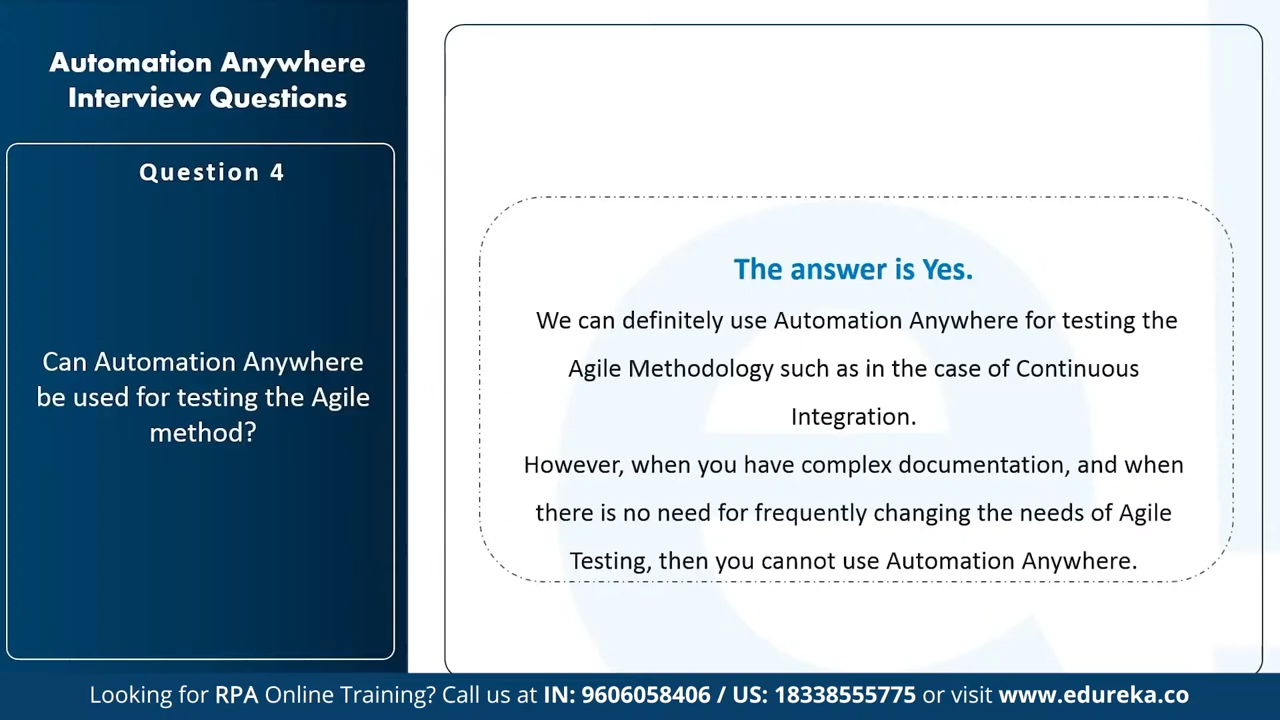 Automation Anywhere
Interview Questions
Question 4
Can Automation Anywhere
be used for testing the Agile
method?
The answer is Yes.
We can definitely use Automation Anywhere for testing the
Agile Methodology such as in the case of Continuous
Integration.
However, when you have complex documentation, and when
there is no need for frequently changing the needs of Agile
Testing, then you cannot use Automation Anywhere.
Looking for RPA Online Training? Call us at IN: 9606058406 / US: 18338555775 or visit www.edureka.co